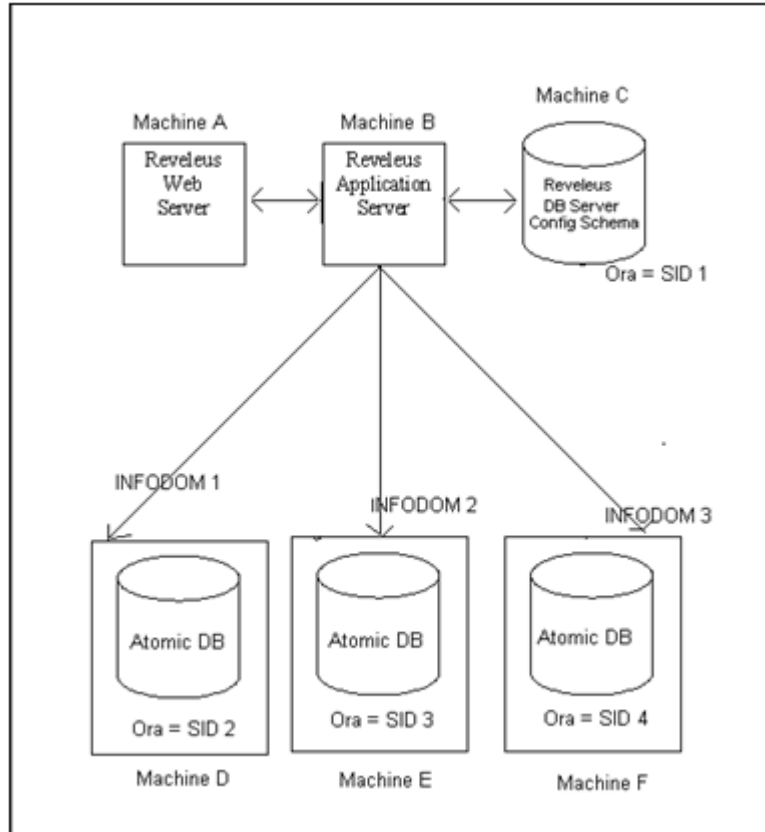 Machine A
Machine B
Machine C
Reveleus
Web
Server
Reveleus
Application
Server
Reveleus
DB Server
Config Schema
Ora = SID 1
INFODOM 1
INFODOM 2
INFODOM 3
Atomic DB
Atomic DB
Atomic DB
Ora = SID 2
Ora = SID 3
Ora = SID 4
Machine D
Machine E
Machine F